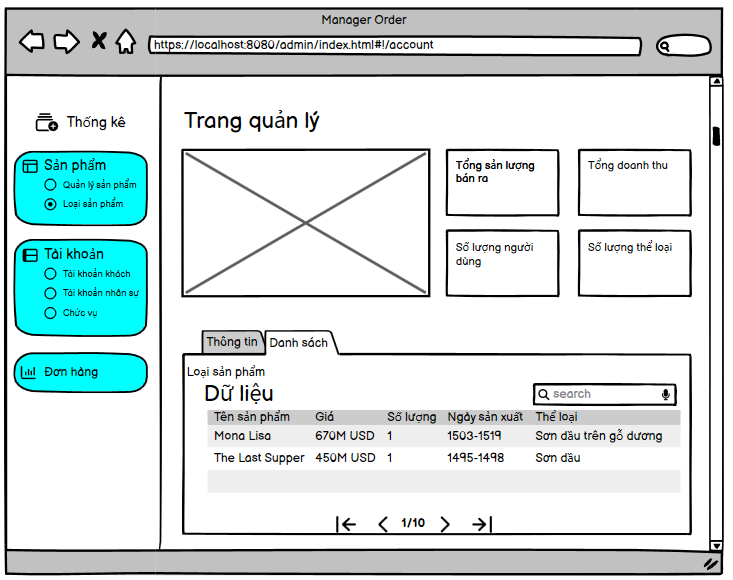 Manager Order
https://localhost:8080/admin/index.html#!/account
Thống kê
Sản phẩm
Quản lý sản phẩm
Loại sản phẩm
Tài khoản
Tài khoản khách
Tài khoản nhân sự
Chức vụ
Đơn hàng
Trang quản lý
Tổng sản lượng
bán ra
Tổng doanh thu
Số lượng người
dùng
Số lượng thể loại
Thông tin Danh sách
Loại sản phẩm
Dữ liệu
search
Tên sản phẩm Giá Số lượng Ngày sản xuất Thể loại
Mona Lisa 670M USD 1 1503-1519 Sơn dầu trên gỗ dương
The Last Supper 450M USD 1 1495-1498 Sơn dầu
1/10